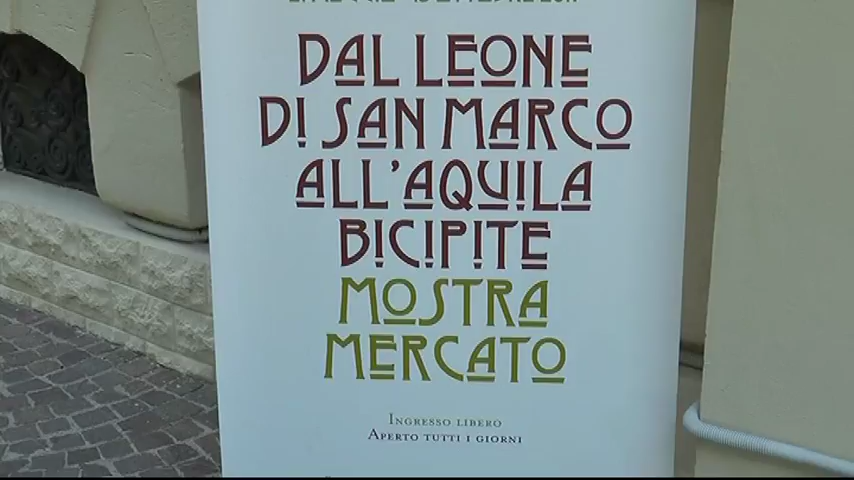 DAL LEONE
DI SAN MARCO
ALL'AQUILA
BICIPITE
MOSTRA
MERCATO
INGRESSO LIBERO
APERTO TUTTI I GIORNI